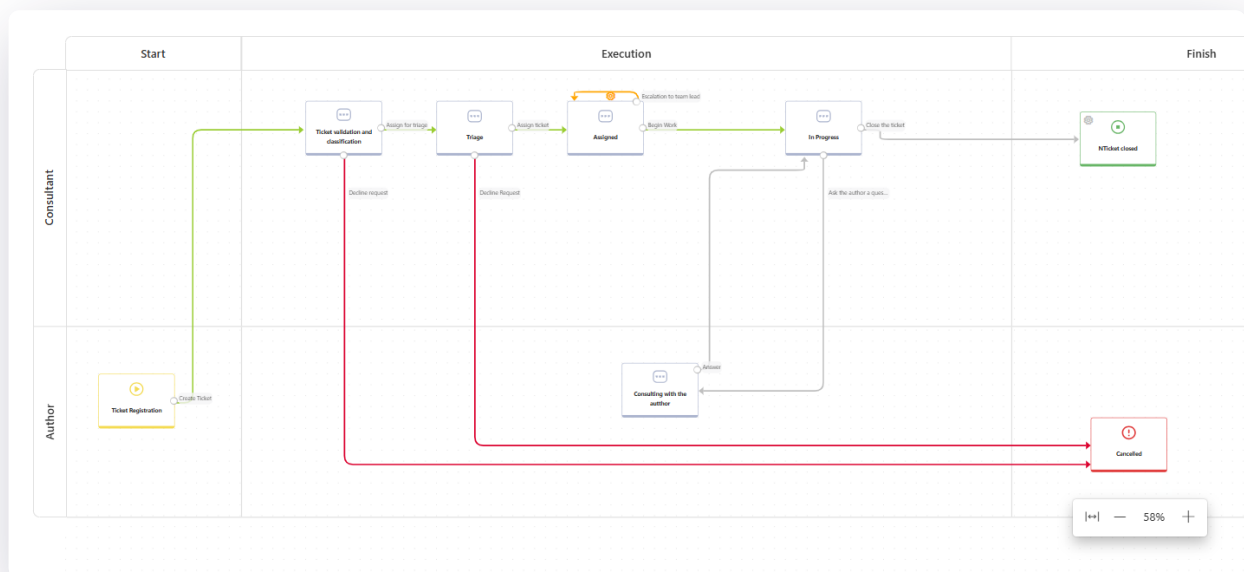 Start
Execution
Finish
Consultant
Author
Escalation to team lead
Ticket validation and
classification
Assign for triage
Triage
Assign ticket
Assigned
Begin Work
In Progress
Close the ticket
NTicket closed
Decline request
Decline Request
Ask the author a ques...
Ticket Registration
Create Ticket
Consulting with the
author
Answer
Cancelled
58%